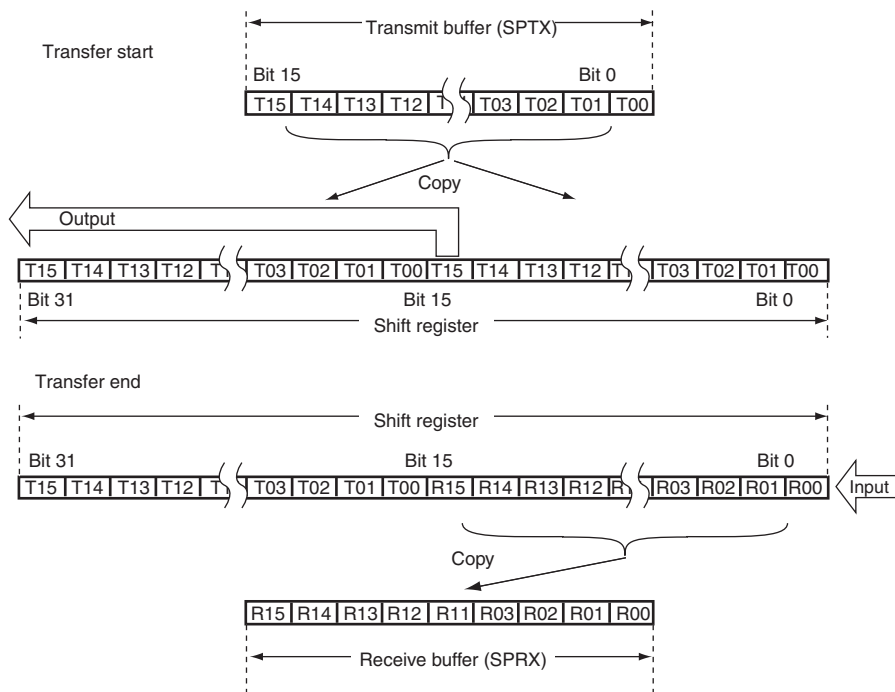 Transmit buffer (SPTX)
Transfer start
Bit 15 Bit 0
T15 T14 T13 T12 T03 T02 T01 T00
Copy
Output
T15 T14 T13 T12 T03 T02 T01 T00 T15 T14 T13 T12 T03 T02 T01 T00
Bit 31 Bit 15 Bit 0
Shift register
Transfer end
Shift register
Bit 31 Bit 15 Bit 0
T15 T14 T13 T12 T03 T02 T01 T00 R15 R14 R13 R12 R03 R02 R01 R00
Input
Copy
R15 R14 R13 R12 R11 R03 R02 R01 R00
Receive buffer (SPRX)